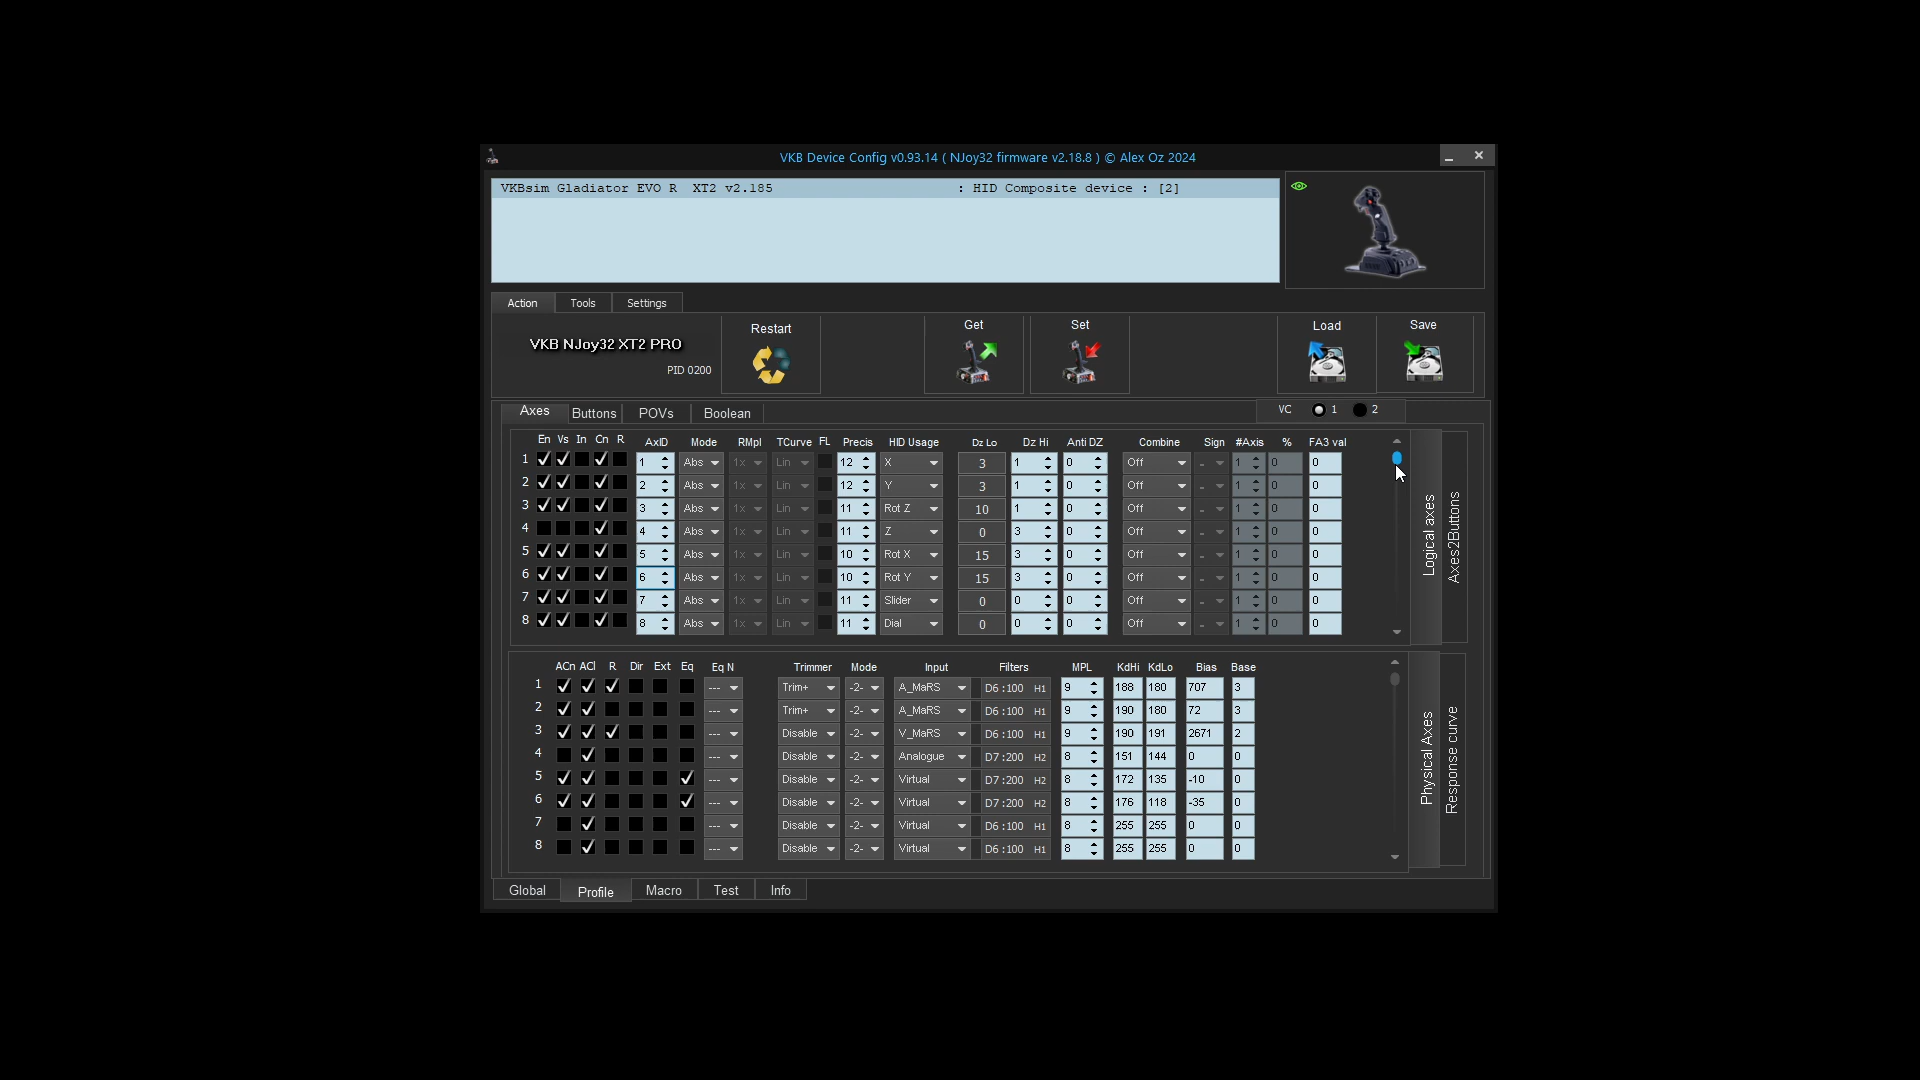 VKB Device Config v0.93.14 ( NJoy32 firmware v2.18.8 ) © Alex Oz 2024
VKBsim Gladiator EVO R XT2 v2.185 : HID Composite device : [2]
Action Tools Settings
VKB NJoy32 XT2 PRO
PID 0200
Restart Get Set Load Save
Axes Buttons POVs Boolean VC 1 2
En Vs In Cn R AxID Mode RMpl TCurve FL Precis HID Usage Dz Lo Dz Hi Anti DZ Combine Sign #Axis % FA3 val
1 1 Abs 1x Lin 12 X 3 1 0 Off - 1 0 0
2 2 Abs 1x Lin 12 Y 3 1 0 Off - 1 0 0
3 3 Abs 1x Lin 11 Rot Z 10 1 0 Off - 1 0 0
4 4 Abs 1x Lin 11 Z 0 3 0 Off - 1 0 0
5 5 Abs 1x Lin 10 Rot X 15 3 0 Off - 1 0 0
6 6 Abs 1x Lin 10 Rot Y 15 3 0 Off - 1 0 0
7 7 Abs 1x Lin 11 Slider 0 0 0 Off - 1 0 0
8 8 Abs 1x Lin 11 Dial 0 0 0 Off - 1 0 0
Logical axes
Axes2Buttons
ACn ACl R Dir Ext Eq Eq N Trimmer Mode Input Filters MPL KdHi KdLo Bias Base
1 --- Trim+ -2- A_MaRS D6 :100 H1 9 188 180 707 3
2 --- Trim+ -2- A_MaRS D6 :100 H1 9 190 180 72 3
3 --- Disable -2- V_MaRS D6 :100 H1 9 190 191 2671 2
4 --- Disable -2- Analogue D7 :200 H2 8 151 144 0 0
5 --- Disable -2- Virtual D7 :200 H2 8 172 135 -10 0
6 --- Disable -2- Virtual D7 :200 H2 8 176 118 -35 0
7 --- Disable -2- Virtual D6 :100 H1 8 255 255 0 0
8 --- Disable -2- Virtual D6 :100 H1 8 255 255 0 0
Physical Axes
Response curve
Global Profile Macro Test Info